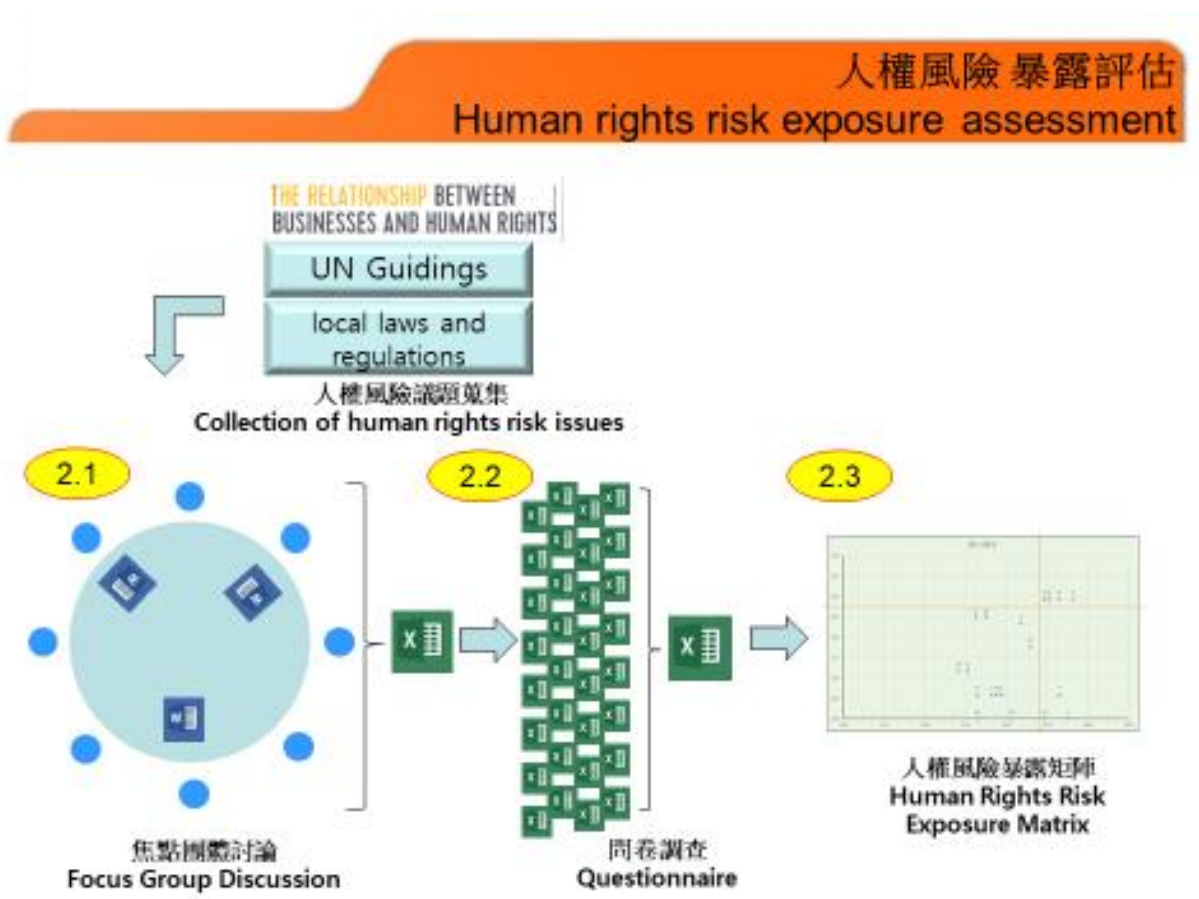 人權風險 暴露評估
Human rights risk exposure assessment
THE RELATIONSHIP BETWEEN
BUSINESSES AND HUMAN RIGHTS
UN Guidings
local laws and
regulations
人權風險議題蒐集
Collection of human rights risk issues
2.1
2.2
2.3
焦點團體討論
Focus Group Discussion
問卷調查
Questionnaire
人權風險暴露矩陣
Human Rights Risk
Exposure Matrix